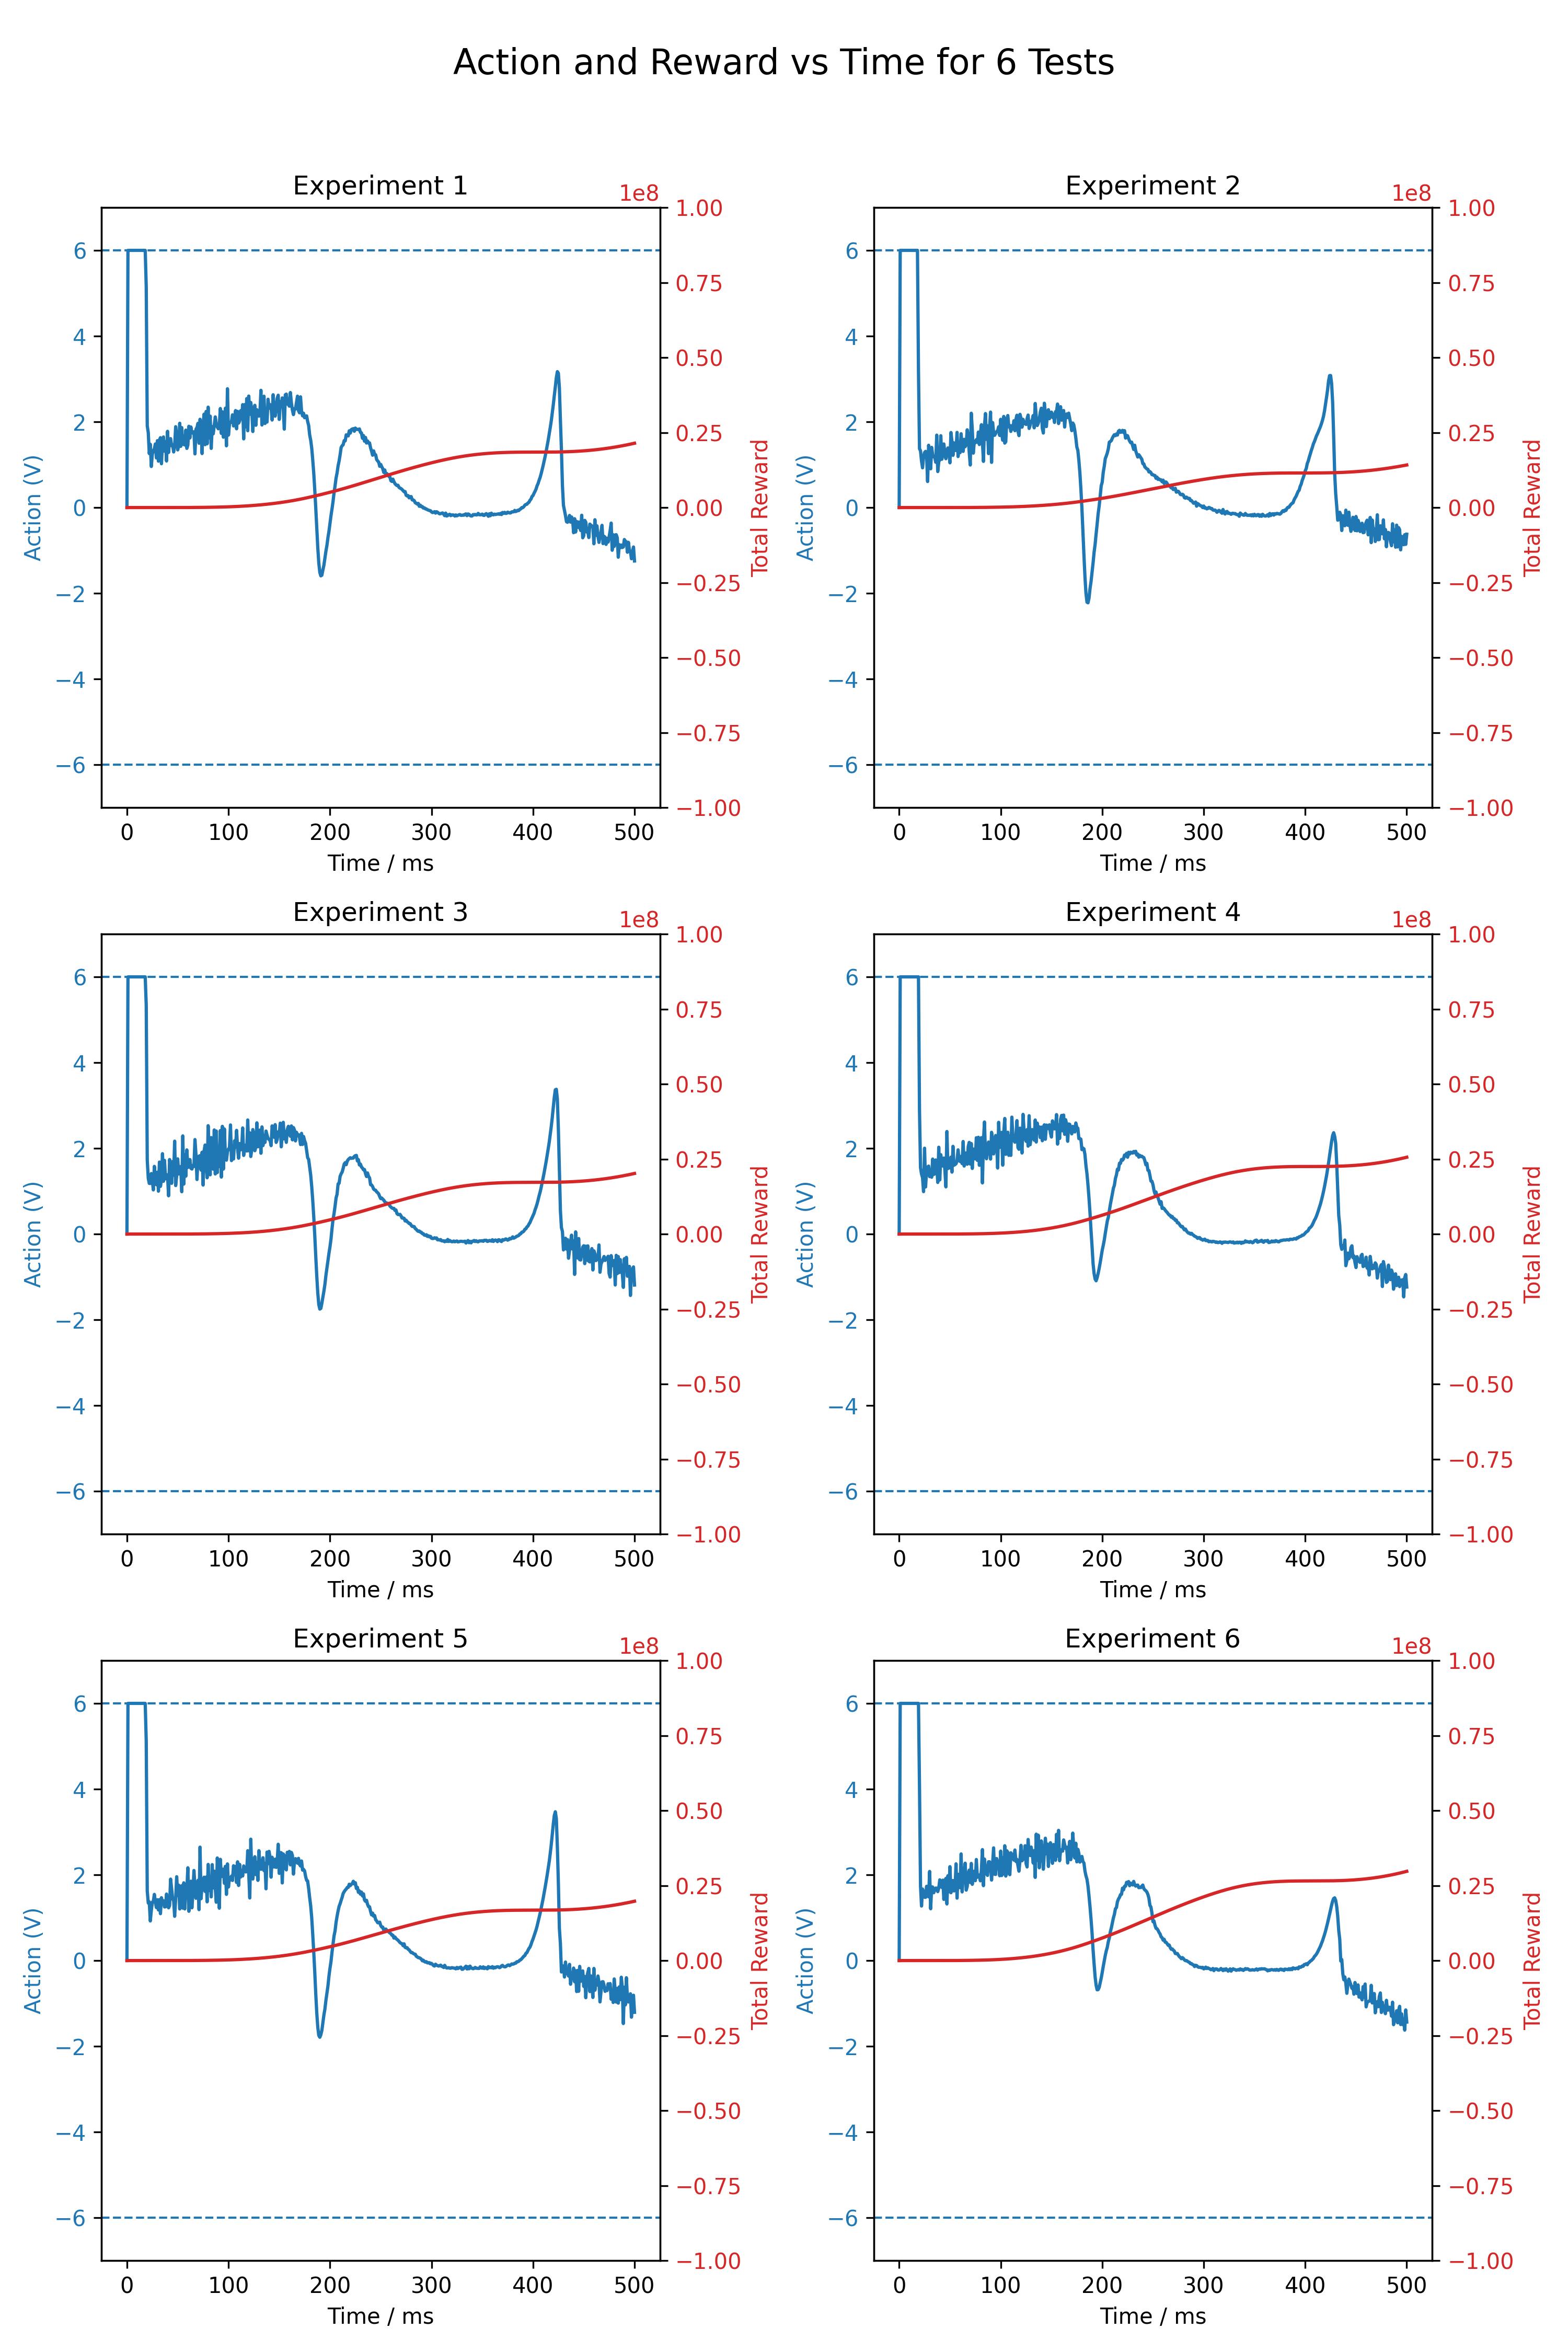 Action and Reward vs Time for 6 Tests
Experiment 1
1e8
6
4
2
0
−2
−4
−6
Action (V)
1.00
0.75
0.50
0.25
0.00
−0.25
−0.50
−0.75
−1.00
Total Reward
0 100 200 300 400 500
Time / ms
Experiment 2
1e8
6
4
2
0
−2
−4
−6
Action (V)
1.00
0.75
0.50
0.25
0.00
−0.25
−0.50
−0.75
−1.00
Total Reward
0 100 200 300 400 500
Time / ms
Experiment 3
1e8
6
4
2
0
−2
−4
−6
Action (V)
1.00
0.75
0.50
0.25
0.00
−0.25
−0.50
−0.75
−1.00
Total Reward
0 100 200 300 400 500
Time / ms
Experiment 4
1e8
6
4
2
0
−2
−4
−6
Action (V)
1.00
0.75
0.50
0.25
0.00
−0.25
−0.50
−0.75
−1.00
Total Reward
0 100 200 300 400 500
Time / ms
Experiment 5
1e8
6
4
2
0
−2
−4
−6
Action (V)
1.00
0.75
0.50
0.25
0.00
−0.25
−0.50
−0.75
−1.00
Total Reward
0 100 200 300 400 500
Time / ms
Experiment 6
1e8
6
4
2
0
−2
−4
−6
Action (V)
1.00
0.75
0.50
0.25
0.00
−0.25
−0.50
−0.75
−1.00
Total Reward
0 100 200 300 400 500
Time / ms